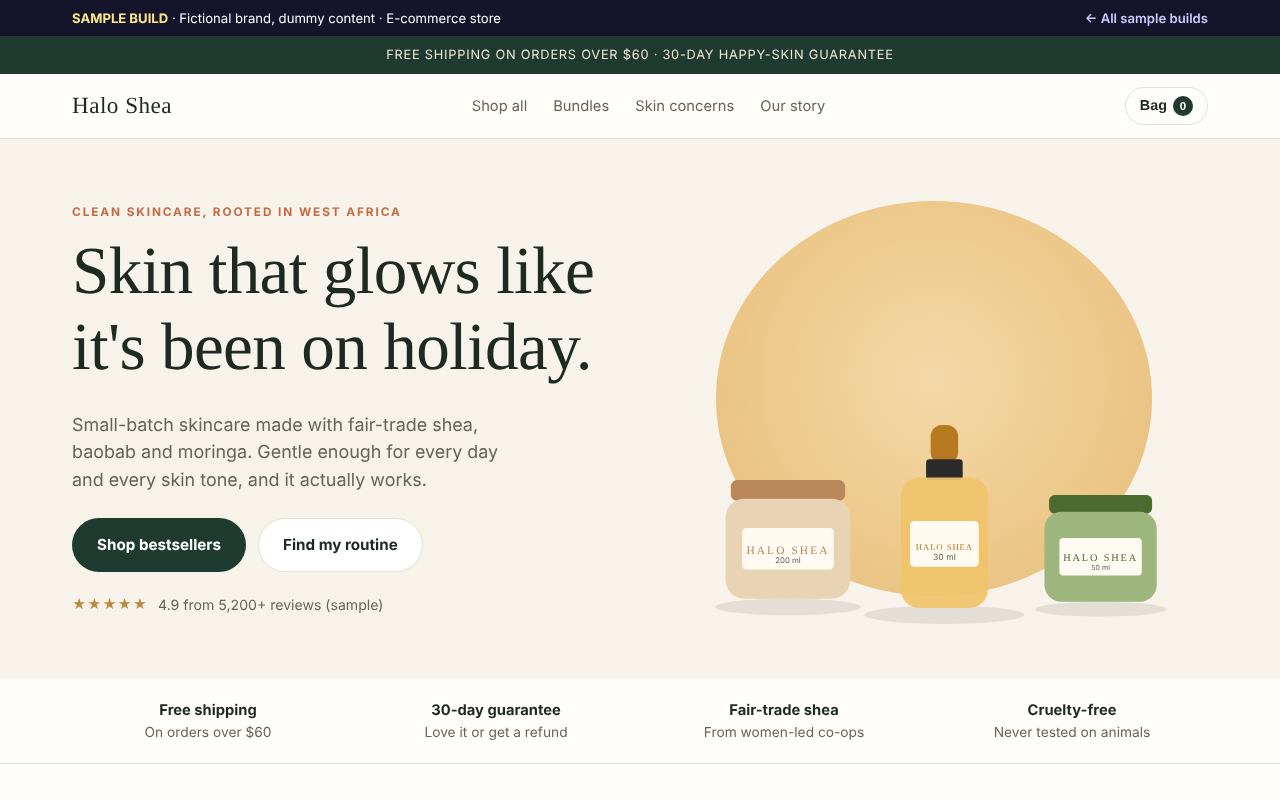 SAMPLE BUILD · Fictional brand, dummy content · E-commerce store
← All sample builds
FREE SHIPPING ON ORDERS OVER $60 · 30-DAY HAPPY-SKIN GUARANTEE
Halo Shea
Shop all
Bundles
Skin concerns
Our story
Bag 0
CLEAN SKINCARE, ROOTED IN WEST AFRICA
Skin that glows like
it's been on holiday.
Small-batch skincare made with fair-trade shea,
baobab and moringa. Gentle enough for every day
and every skin tone, and it actually works.
Shop bestsellers
Find my routine
★★★★★ 4.9 from 5,200+ reviews (sample)
HALO SHEA
200 ml
HALO SHEA
30 ml
HALO SHEA
50 ml
Free shipping
On orders over $60
30-day guarantee
Love it or get a refund
Fair-trade shea
From women-led co-ops
Cruelty-free
Never tested on animals